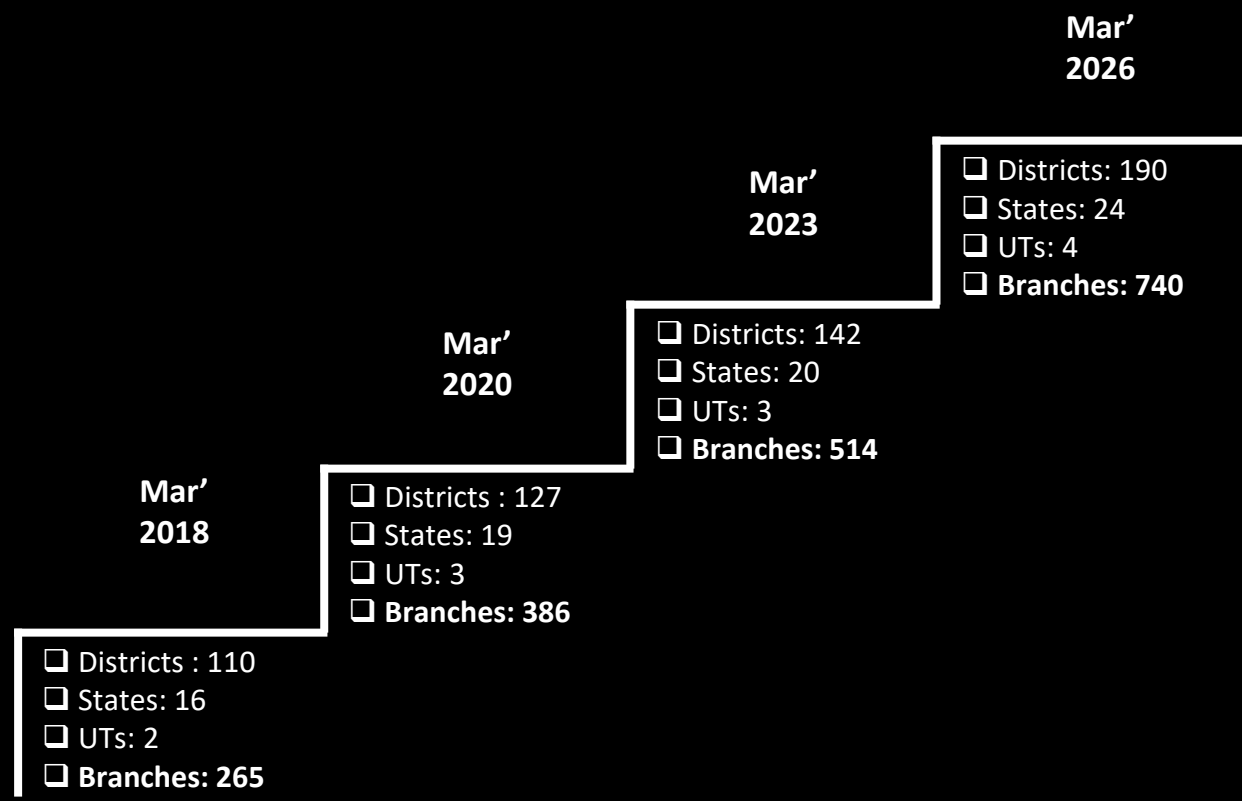 Mar’
2018
❑ Districts : 110
❑ States: 16
❑ UTs: 2
❑ Branches: 265
Mar’
2020
❑ Districts : 127
❑ States: 19
❑ UTs: 3
❑ Branches: 386
Mar’
2023
❑ Districts: 142
❑ States: 20
❑ UTs: 3
❑ Branches: 514
Mar’
2026
❑ Districts: 190
❑ States: 24
❑ UTs: 4
❑ Branches: 740